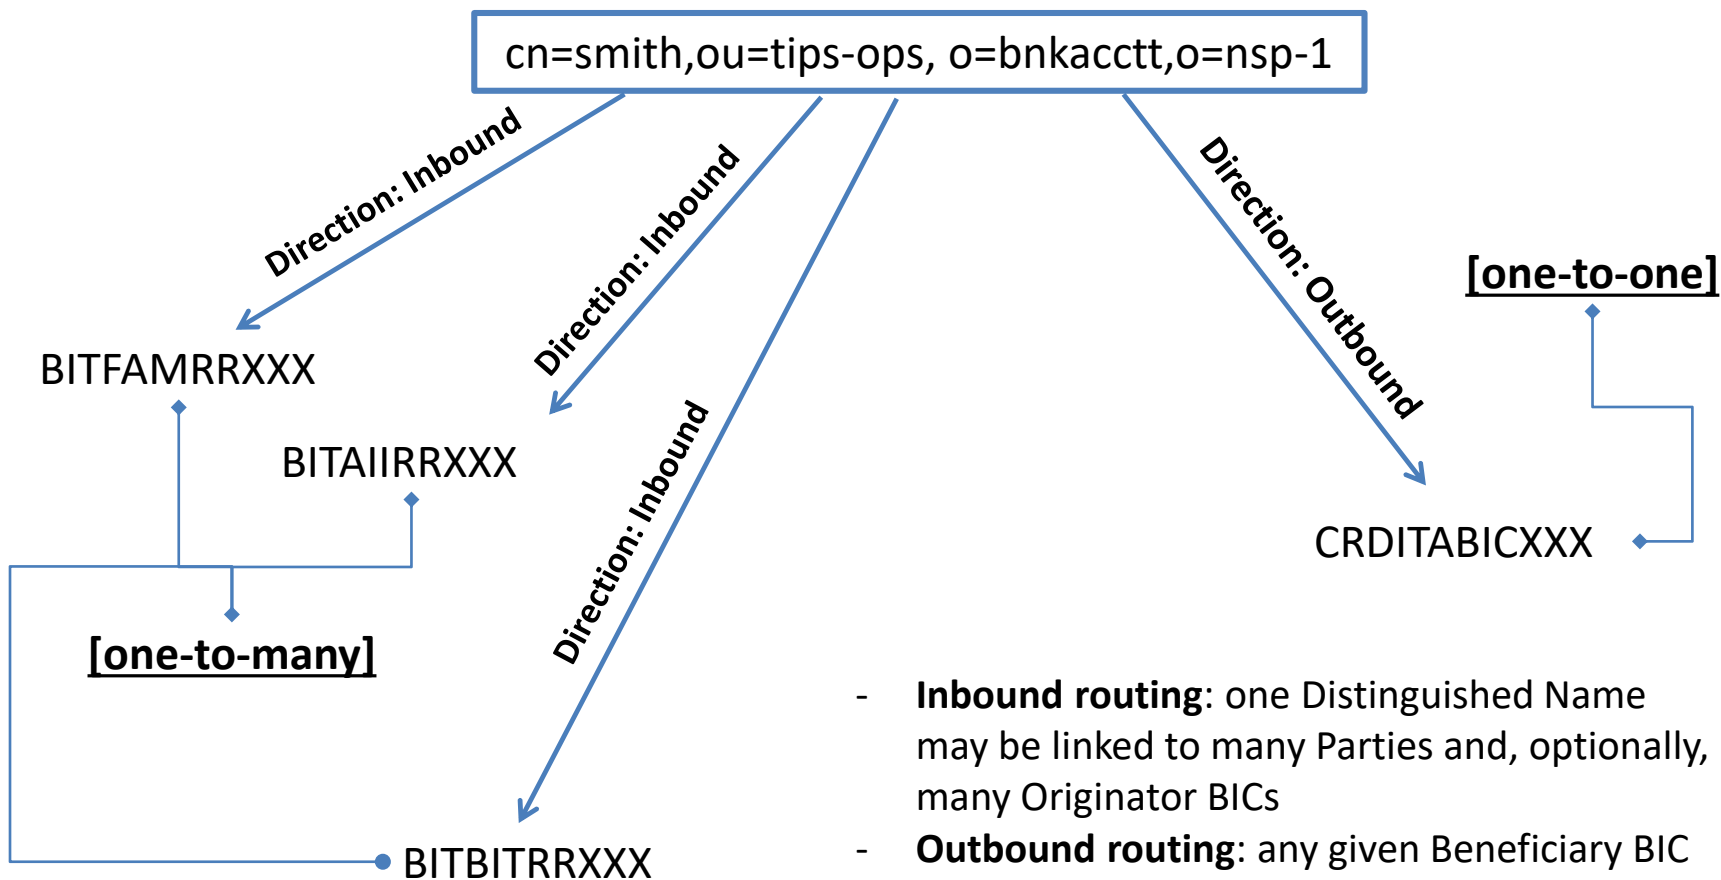 cn=smith,ou=tips-ops, o=bnkacctt,o=nsp-1
Direction: Inbound
Direction: Inbound
Direction: Inbound
Direction: Outbound
[one-to-one]
BITFAMRRXXX
BITAIIRRXXX
CRDITABICXXX
[one-to-many]
BITBITRRXXX
- Inbound routing: one Distinguished Name
may be linked to many Parties and, optionally,
many Originator BICs
- Outbound routing: any given Beneficiary BIC